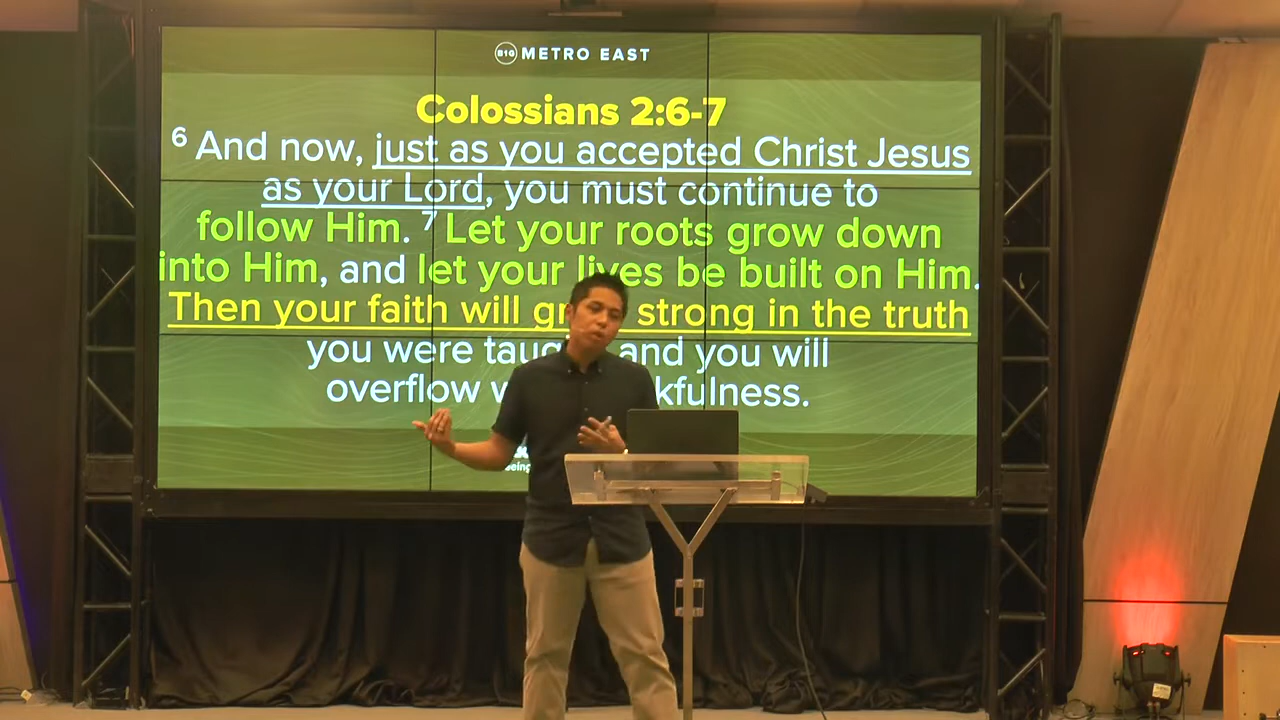 B1G METRO EAST
Colossians 2:6-7
6 And now, just as you accepted Christ Jesus
as your Lord, you must continue to
follow Him. 7 Let your roots grow down
into Him, and let your lives be built on Him.
Then your faith will strong in the truth
you were and you will
overflow